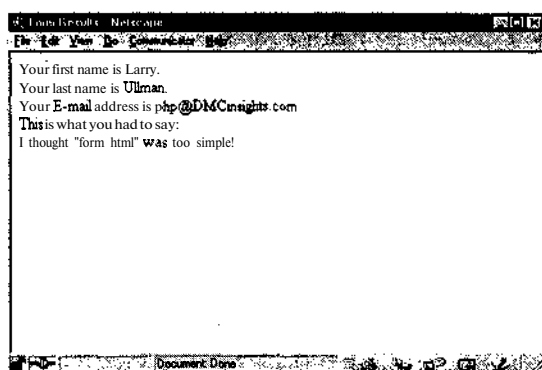 Form Results - Netscape
File Edit View Go Communicator Help
Your first name is Larry.
Your last name is Ullman.
Your E-mail address is php@DMCinsights.com
This is what you had to say:
I thought "form html" was too simple!
Document Done